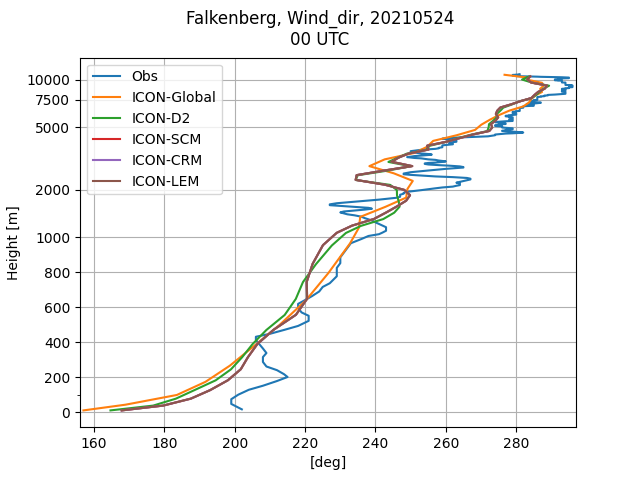 Falkenberg, Wind_dir, 20210524
00 UTC
Obs
ICON-Global
ICON-D2
ICON-SCM
ICON-CRM
ICON-LEM
Height [m]
10000
7500
5000
2000
1000
800
600
400
200
0
160 180 200 220 240 260 280
[deg]